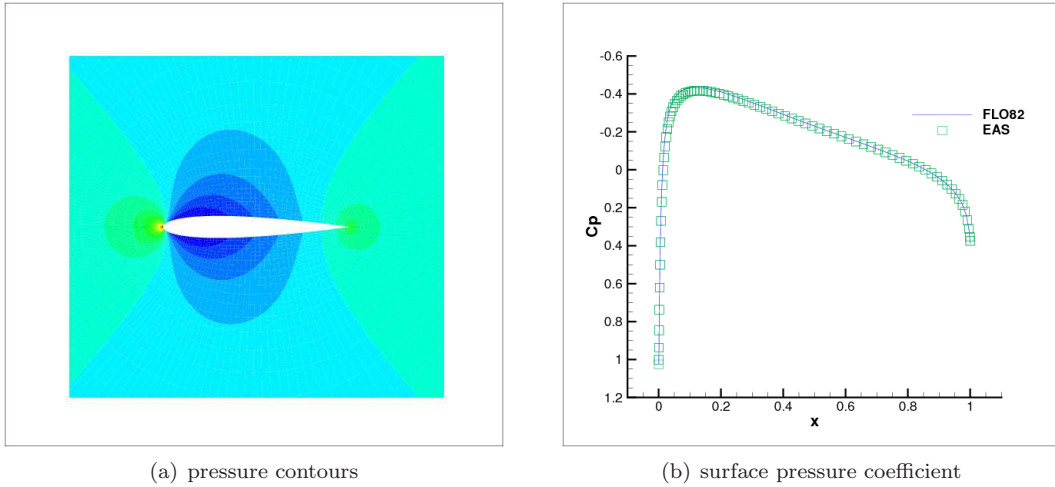 -0.6
-0.4
-0.2
0
0.2
0.4
0.6
0.8
1
1.2
Cp
FLO82
EAS
0 0.2 0.4 0.6 0.8 1
x
(a) pressure contours
(b) surface pressure coefficient